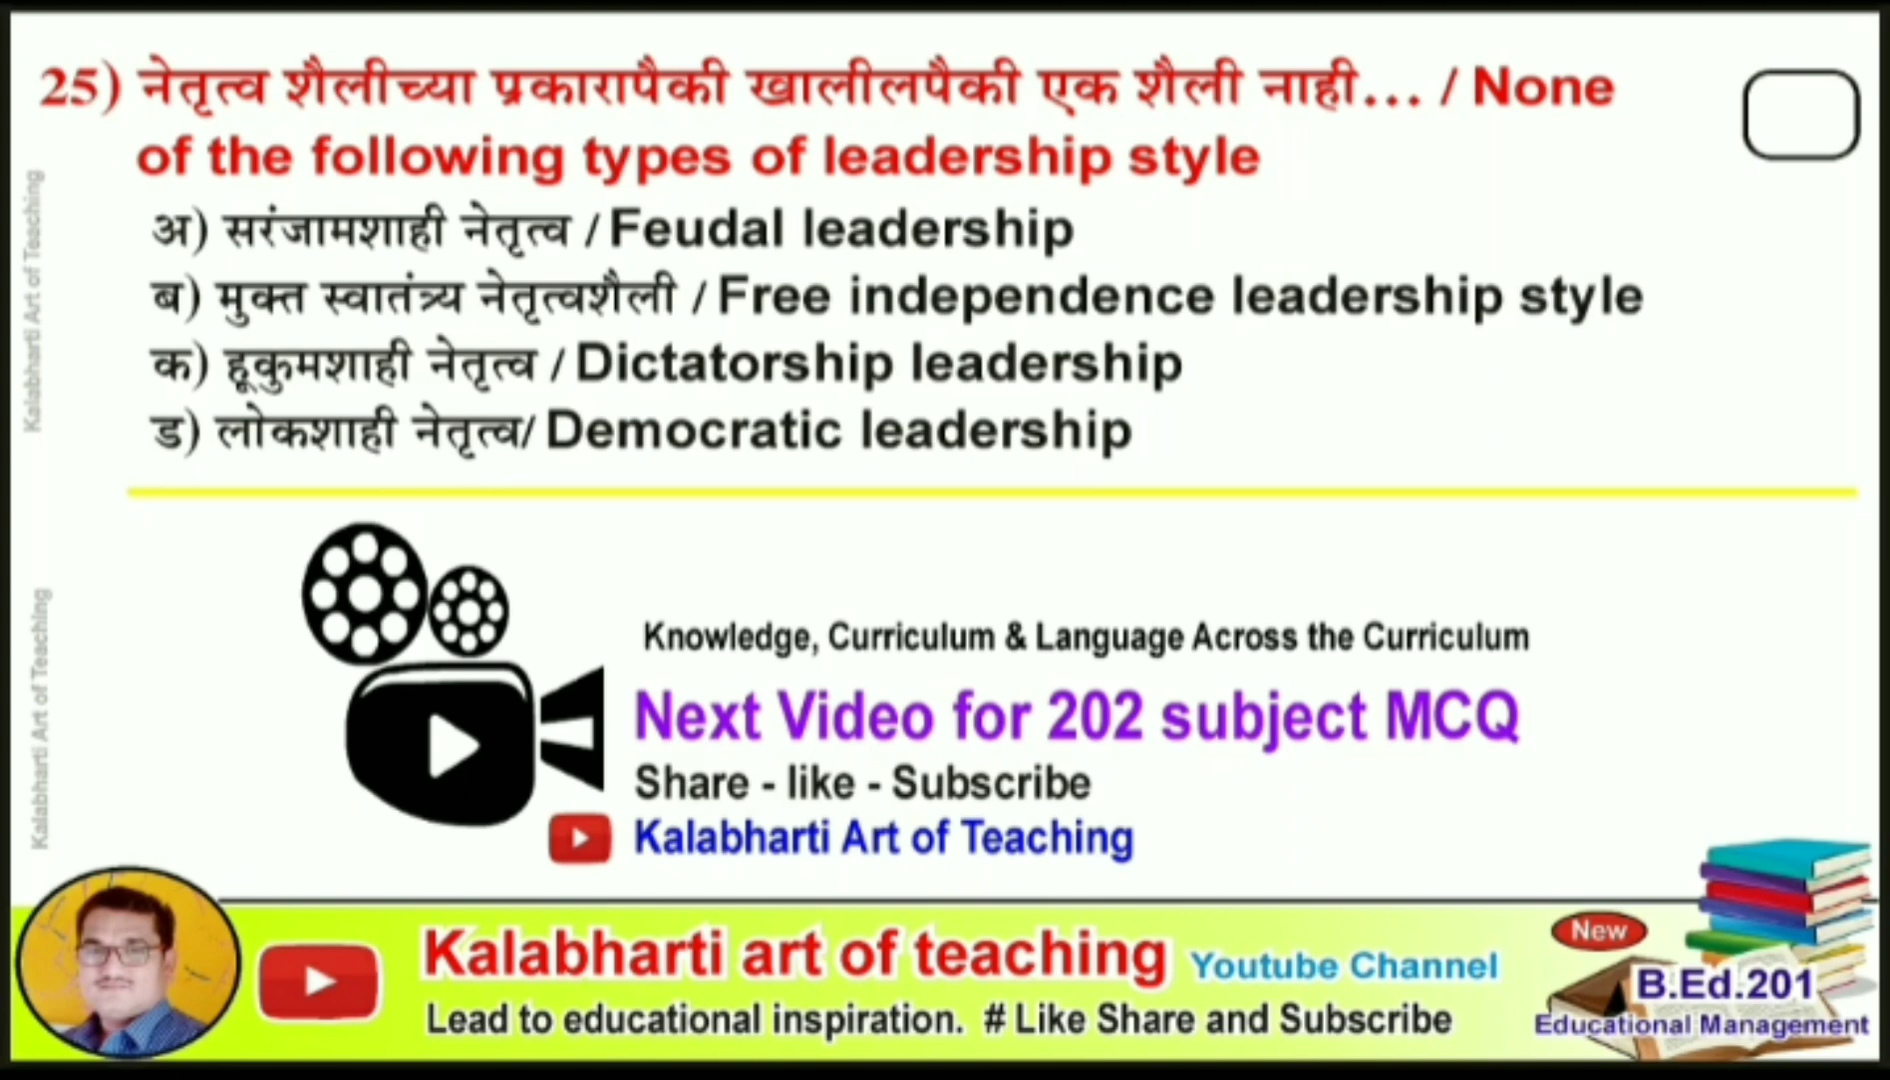 25) नेतृत्व शैलीच्या प्रकारापैकी खालीलपैकी एक शैली नाही... / None
of the following types of leadership style
अ) सरंजामशाही नेतृत्व / Feudal leadership
ब) मुक्त स्वातंत्र्य नेतृत्वशैली / Free independence leadership style
क) हूकुमशाही नेतृत्व / Dictatorship leadership
ड) लोकशाही नेतृत्व/ Democratic leadership
Kalabharti Art of Teaching
Kalabharti Art of Teaching
Knowledge, Curriculum & Language Across the Curriculum
Next Video for 202 subject MCQ
Share - like - Subscribe
Kalabharti Art of Teaching
Kalabharti art of teaching Youtube Channel
Lead to educational inspiration. # Like Share and Subscribe
New
B.Ed.201
Educational Management